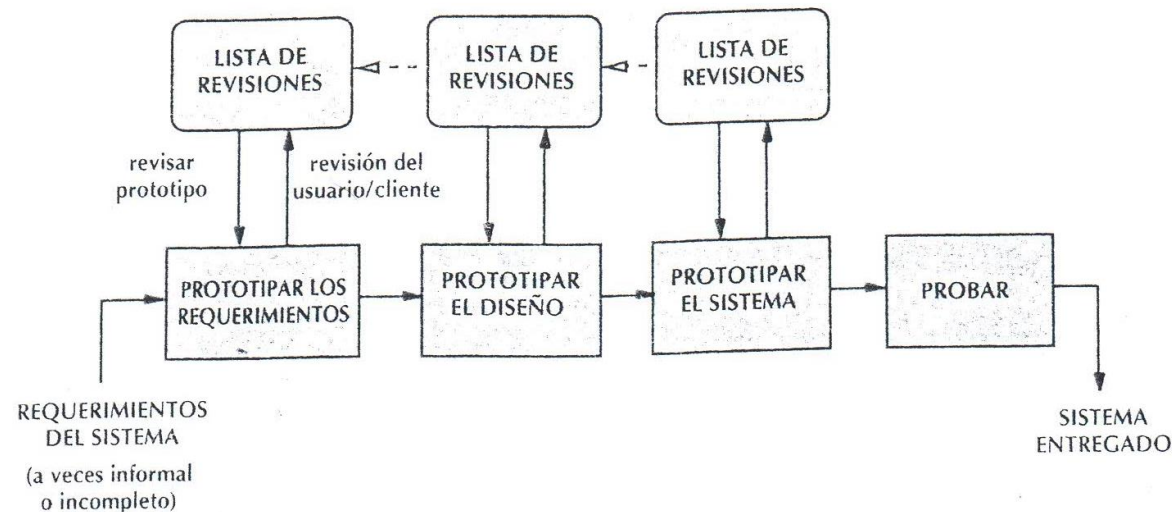 LISTA DE
REVISIONES
LISTA DE
REVISIONES
LISTA DE
REVISIONES
revisar
prototipo
revisión del
usuario/cliente
PROTOTIPAR LOS
REQUERIMIENTOS
PROTOTIPAR
EL DISEÑO
PROTOTIPAR
EL SISTEMA
PROBAR
REQUERIMIENTOS
DEL SISTEMA
(a veces informal
o incompleto)
SISTEMA
ENTREGADO